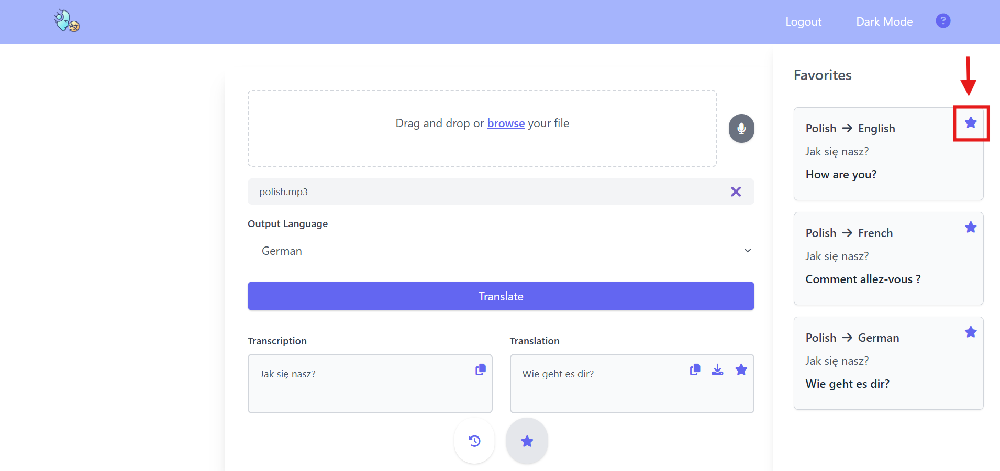 Logout
Dark Mode
?
Favorites
Drag and drop or browse your file
polish.mp3
Output Language
German
Translate
Transcription
Jak się nasz?
Translation
Wie geht es dir?
Polish → English
Jak się nasz?
How are you?
Polish → French
Jak się nasz?
Comment allez-vous ?
Polish → German
Jak się nasz?
Wie geht es dir?